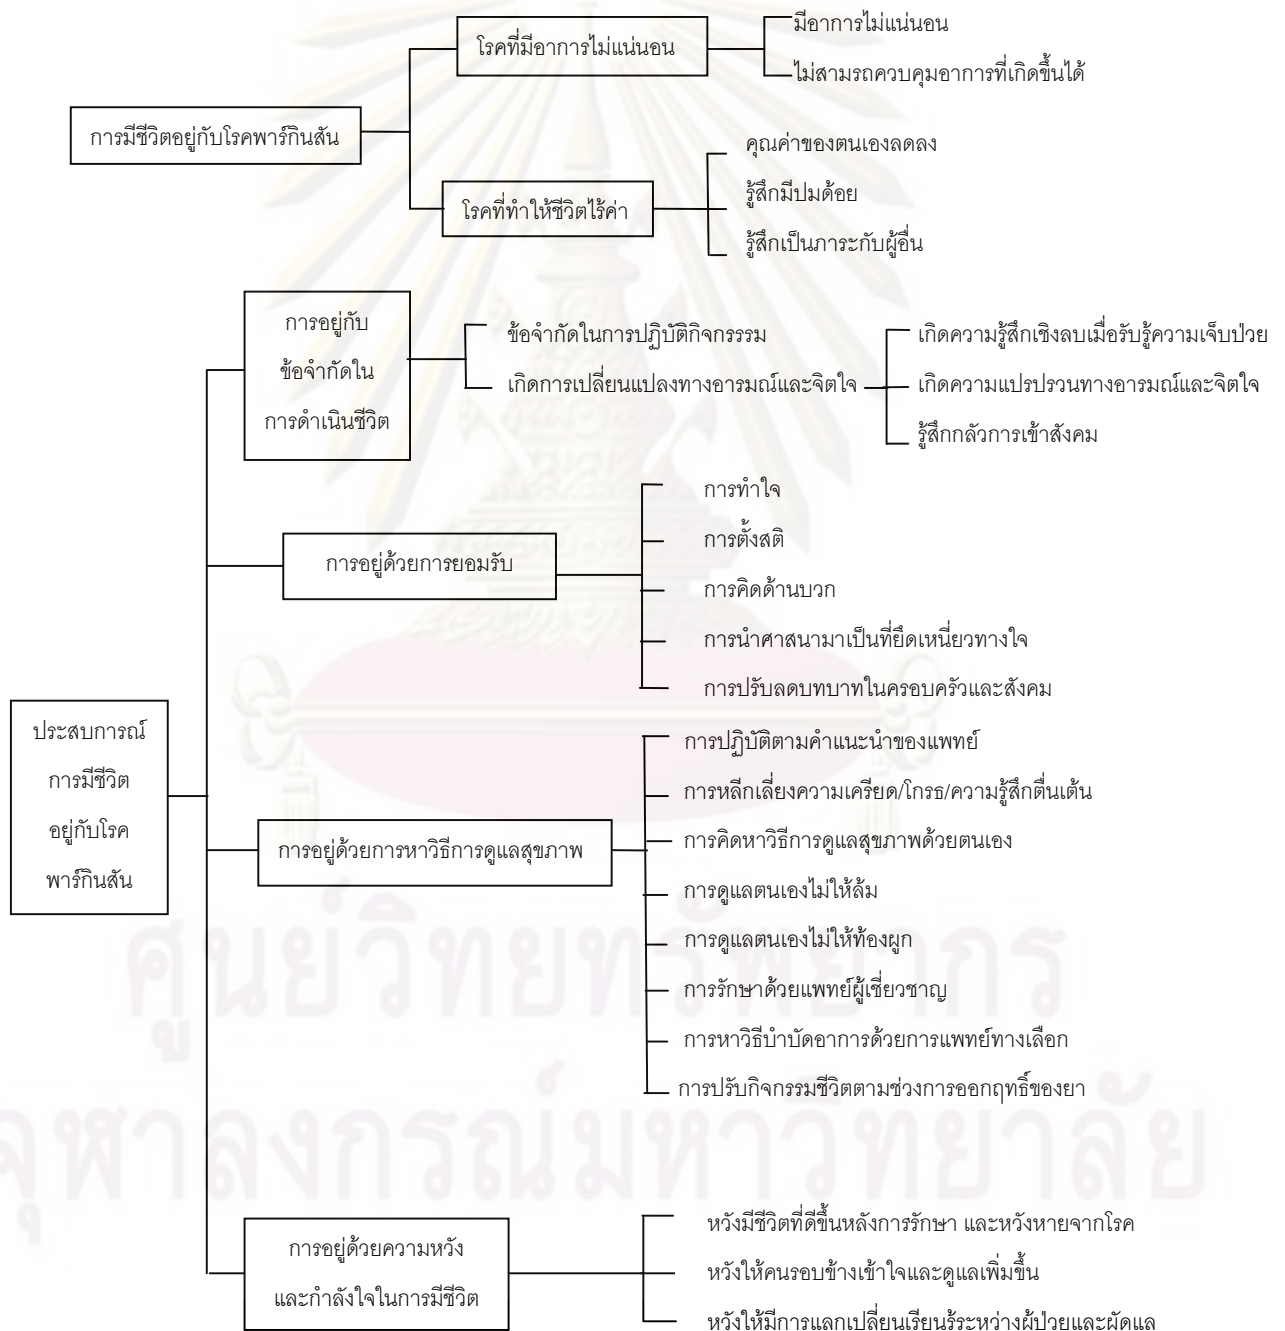 การมีชีวิตอยู่กับโรคพาร์กินสัน
โรคที่มีอาการไม่แน่นอน
มีอาการไม่แน่นอน
ไม่สามรถควบคุมอาการที่เกิดขึ้นได้
โรคที่ทำให้ชีวิตไร้ค่า
คุณค่าของตนเองลดลง
รู้สึกมีปมด้อย
รู้สึกเป็นภาระกับผู้อื่น
ประสบการณ์
การมีชีวิต
อยู่กับโรค
พาร์กินสัน
การอยู่กับ
ข้อจำกัดใน
การดำเนินชีวิต
ข้อจำกัดในการปฏิบัติกิจกรรรม
เกิดการเปลี่ยนแปลงทางอารมณ์และจิตใจ
เกิดความรู้สึกเชิงลบเมื่อรับรู้ความเจ็บป่วย
เกิดความแปรปรวนทางอารมณ์และจิตใจ
รู้สึกกลัวการเข้าสังคม
การอยู่ด้วยการยอมรับ
การทำใจ
การตั้งสติ
การคิดด้านบวก
การนำศาสนามาเป็นที่ยึดเหนี่ยวทางใจ
การปรับลดบทบาทในครอบครัวและสังคม
การอยู่ด้วยการหาวิธีการดูแลสุขภาพ
การปฏิบัติตามคำแนะนำของแพทย์
การหลีกเลี่ยงความเครียด/โกรธ/ความรู้สึกตื่นเต้น
การคิดหาวิธีการดูแลสุขภาพด้วยตนเอง
การดูแลตนเองไม่ให้ล้ม
การดูแลตนเองไม่ให้ท้องผูก
การรักษาด้วยแพทย์ผู้เชี่ยวชาญ
การหาวิธีบำบัดอาการด้วยการแพทย์ทางเลือก
การปรับกิจกรรมชีวิตตามช่วงการออกฤทธิ์ของยา
การอยู่ด้วยความหวัง
และกำลังใจในการมีชีวิต
หวังมีชีวิตที่ดีขึ้นหลังการรักษา และหวังหายจากโรค
หวังให้คนรอบข้างเข้าใจและดูแลเพิ่มขึ้น
หวังให้มีการแลกเปลี่ยนเรียนรู้ระหว่างผู้ป่วยและผู้ดูแล
ศูนย์วิทยทรัพยากร
จุฬาลงกรณ์มหาวิทยาลัย